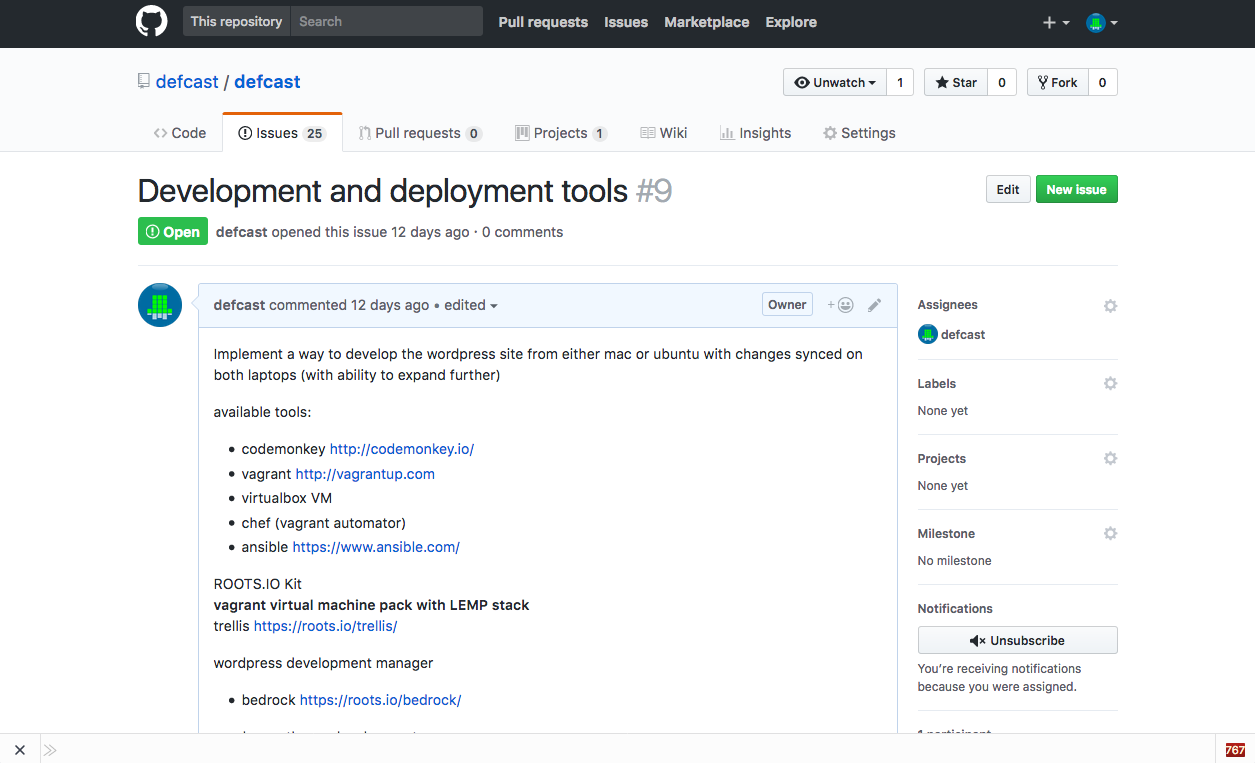 This repository Search Pull requests Issues Marketplace Explore
defcast / defcast
Unwatch 1 Star 0 Fork 0
Code Issues 25 Pull requests 0 Projects 1 Wiki Insights Settings
Development and deployment tools #9
Edit New issue
Open defcast opened this issue 12 days ago · 0 comments
defcast commented 12 days ago • edited
Owner
Implement a way to develop the wordpress site from either mac or ubuntu with changes synced on
both laptops (with ability to expand further)
available tools:
• codemonkey http://codemonkey.io/
• vagrant http://vagrantup.com
• virtualbox VM
• chef (vagrant automator)
• ansible https://www.ansible.com/
ROOTS.IO Kit
vagrant virtual machine pack with LEMP stack
trellis https://roots.io/trellis/
wordpress development manager
• bedrock https://roots.io/bedrock/
Assignees
defcast
Labels
None yet
Projects
None yet
Milestone
No milestone
Notifications
Unsubscribe
You're receiving notifications
because you were assigned.
1 participant
767